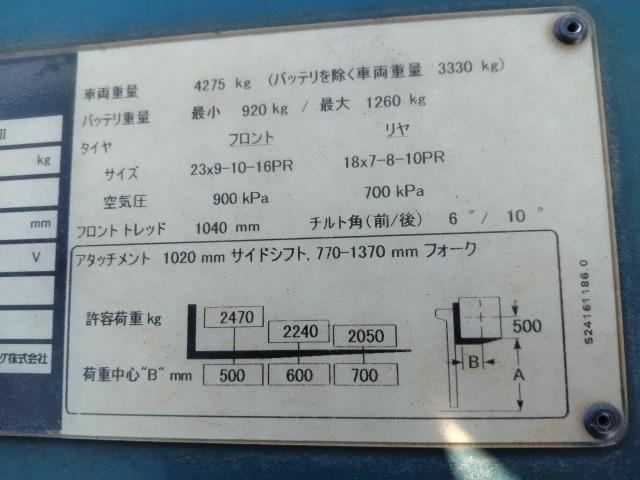 車両重量 4275 kg (バッテリを除く車両重量 3330 kg)
バッテリ重量 最小 920 kg / 最大 1260 kg
タイヤ フロント リヤ
サイズ 23x9-10-16PR 18x7-8-10PR
空気圧 900 kPa 700 kPa
フロント トレッド 1040 mm チルト角(前/後) 6° / 10°
アタッチメント 1020 mm サイドシフト, 770-1370 mm フォーク
許容荷重 kg 2470 2240 2050
荷重中心"B" mm 500 600 700
500
B A
524161186.0
kg
mm
V
株式会社